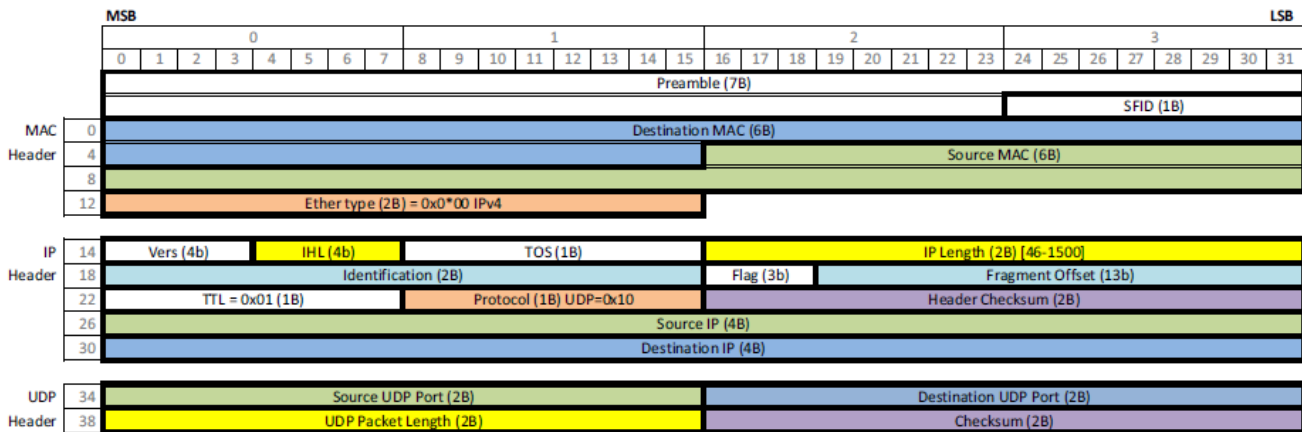 MSB LSB
0 1 2 3
0 1 2 3 4 5 6 7 8 9 10 11 12 13 14 15 16 17 18 19 20 21 22 23 24 25 26 27 28 29 30 31
Preamble (7B)
SFID (1B)
MAC 0 Destination MAC (6B)
Header 4 Source MAC (6B)
8
12 Ether type (2B) = 0x0*00 IPv4
IP 14 Vers (4b) IHL (4b) TOS (1B) IP Length (2B) [46-1500]
Header 18 Identification (2B) Flag (3b) Fragment Offset (13b)
22 TTL = 0x01 (1B) Protocol (1B) UDP=0x10 Header Checksum (2B)
26 Source IP (4B)
30 Destination IP (4B)
UDP 34 Source UDP Port (2B) Destination UDP Port (2B)
Header 38 UDP Packet Length (2B) Checksum (2B)